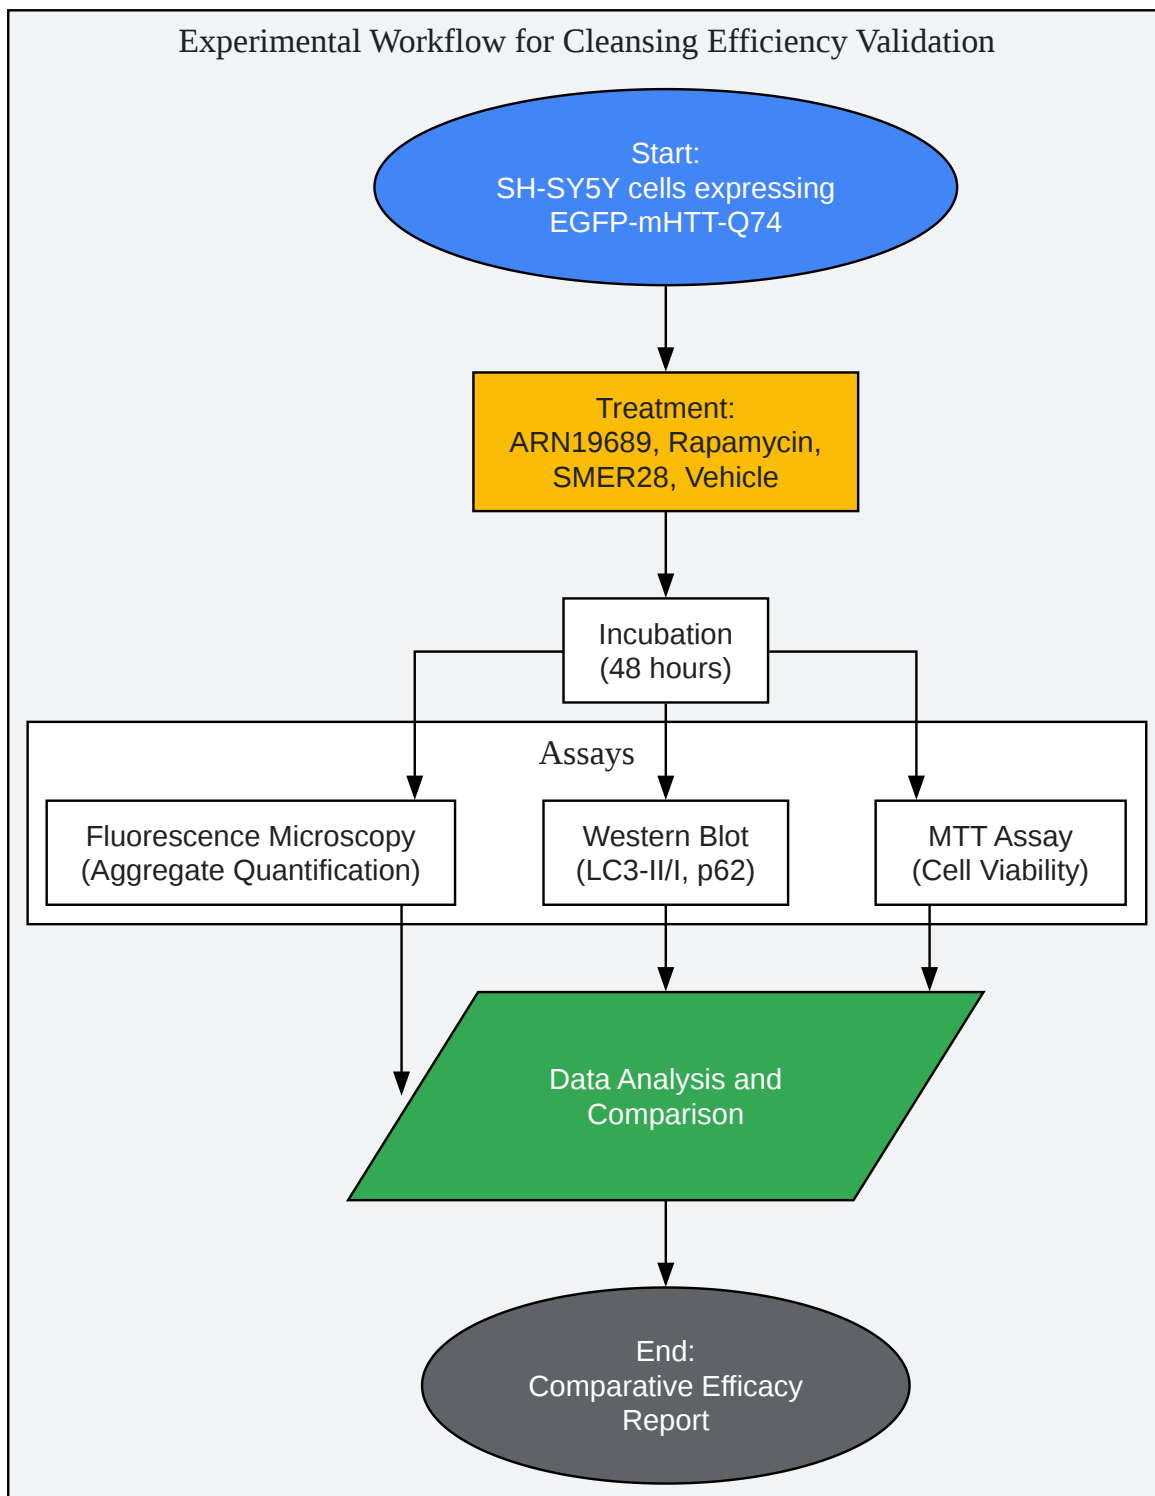 Experimental Workflow for Cleansing Efficiency Validation
Start:
SH-SY5Y cells expressing
EGFP-mHTT-Q74
Treatment:
ARN19689, Rapamycin,
SMER28, Vehicle
Incubation
(48 hours)
Assays
Fluorescence Microscopy
(Aggregate Quantification)
Western Blot
(LC3-II/I, p62)
MTT Assay
(Cell Viability)
Data Analysis and
Comparison
End:
Comparative Efficacy
Report